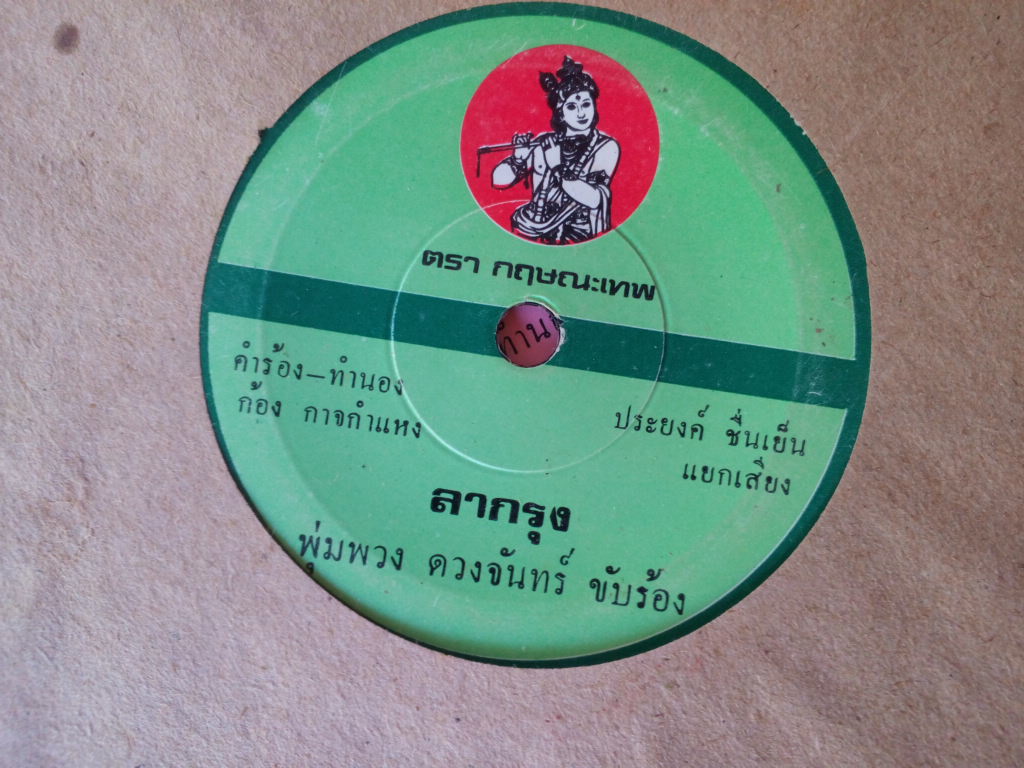 ตรา กฤษณะเทพ
คำร้อง–ทำนอง
ก้อง กาจกำแหง
ประยงค์ ชื่นเย็น
แยกเสียง
ลากรุง
พุ่มพวง ดวงจันทร์ ขับร้อง